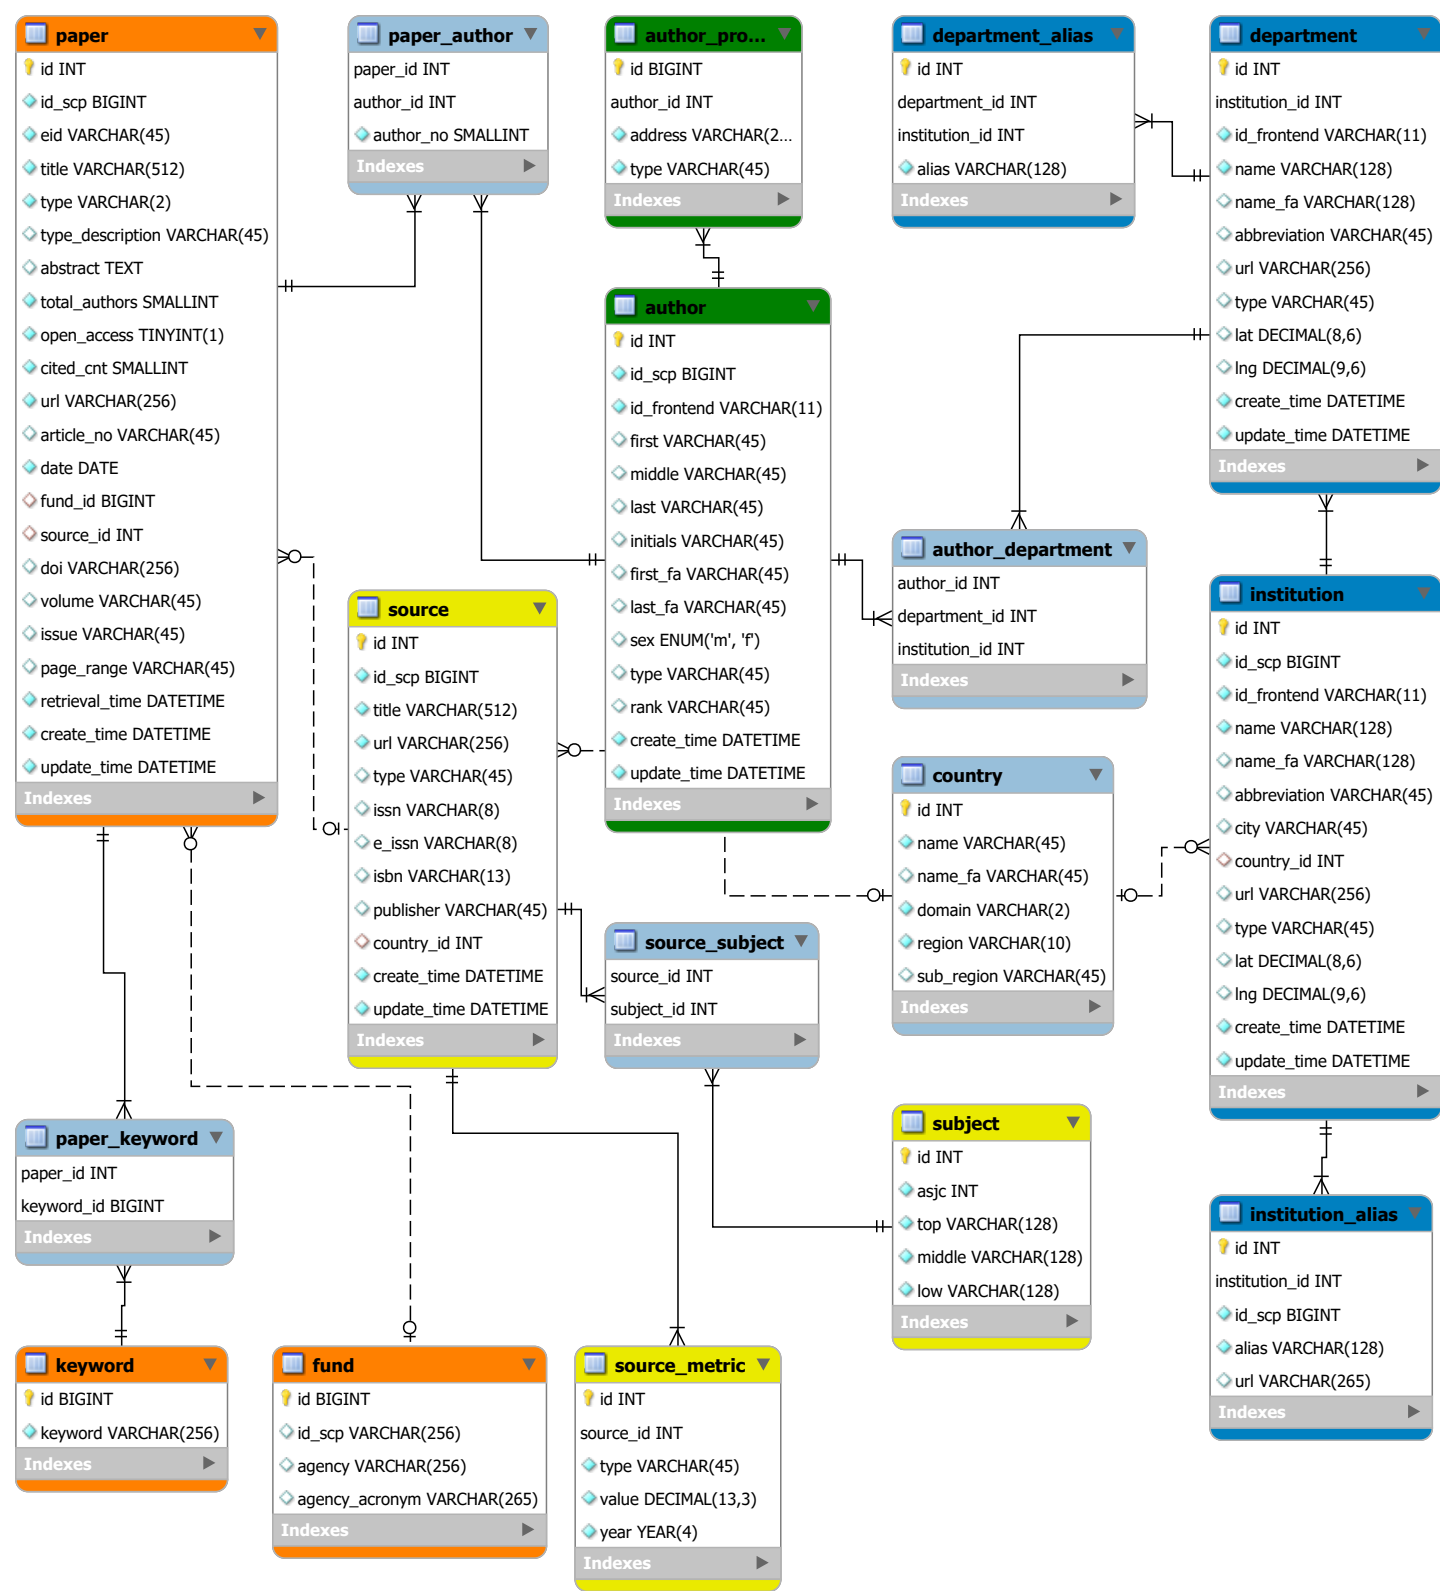 paper
id INT
id_scp BIGINT
eid VARCHAR(45)
title VARCHAR(512)
type VARCHAR(2)
type_description VARCHAR(45)
abstract TEXT
total_authors SMALLINT
open_access TINYINT(1)
cited_cnt SMALLINT
url VARCHAR(256)
article_no VARCHAR(45)
date DATE
fund_id BIGINT
source_id INT
doi VARCHAR(256)
volume VARCHAR(45)
issue VARCHAR(45)
page_range VARCHAR(45)
retrieval_time DATETIME
create_time DATETIME
update_time DATETIME
Indexes
paper_author
paper_id INT
author_id INT
author_no SMALLINT
Indexes
author_pro...
id BIGINT
author_id INT
address VARCHAR(2...
type VARCHAR(45)
Indexes
department_alias
id INT
department_id INT
institution_id INT
alias VARCHAR(128)
Indexes
department
id INT
institution_id INT
id_frontend VARCHAR(11)
name VARCHAR(128)
name_fa VARCHAR(128)
abbreviation VARCHAR(45)
url VARCHAR(256)
type VARCHAR(45)
lat DECIMAL(8,6)
lng DECIMAL(9,6)
create_time DATETIME
update_time DATETIME
Indexes
author
id INT
id_scp BIGINT
id_frontend VARCHAR(11)
first VARCHAR(45)
middle VARCHAR(45)
last VARCHAR(45)
initials VARCHAR(45)
first_fa VARCHAR(45)
last_fa VARCHAR(45)
sex ENUM('m', 'f')
type VARCHAR(45)
rank VARCHAR(45)
create_time DATETIME
update_time DATETIME
Indexes
author_department
author_id INT
department_id INT
institution_id INT
Indexes
source
id INT
id_scp BIGINT
title VARCHAR(512)
url VARCHAR(256)
type VARCHAR(45)
issn VARCHAR(8)
e_issn VARCHAR(8)
isbn VARCHAR(13)
publisher VARCHAR(45)
country_id INT
create_time DATETIME
update_time DATETIME
Indexes
country
id INT
name VARCHAR(45)
name_fa VARCHAR(45)
domain VARCHAR(2)
region VARCHAR(10)
sub_region VARCHAR(45)
Indexes
institution
id INT
id_scp BIGINT
id_frontend VARCHAR(11)
name VARCHAR(128)
name_fa VARCHAR(128)
abbreviation VARCHAR(45)
city VARCHAR(45)
country_id INT
url VARCHAR(256)
type VARCHAR(45)
lat DECIMAL(8,6)
lng DECIMAL(9,6)
create_time DATETIME
update_time DATETIME
Indexes
source_subject
source_id INT
subject_id INT
Indexes
paper_keyword
paper_id INT
keyword_id BIGINT
Indexes
subject
id INT
asjc INT
top VARCHAR(128)
middle VARCHAR(128)
low VARCHAR(128)
Indexes
institution_alias
id INT
institution_id INT
id_scp BIGINT
alias VARCHAR(128)
url VARCHAR(265)
Indexes
keyword
id BIGINT
keyword VARCHAR(256)
Indexes
fund
id BIGINT
id_scp VARCHAR(256)
agency VARCHAR(256)
agency_acronym VARCHAR(265)
Indexes
source_metric
id INT
source_id INT
type VARCHAR(45)
value DECIMAL(13,3)
year YEAR(4)
Indexes